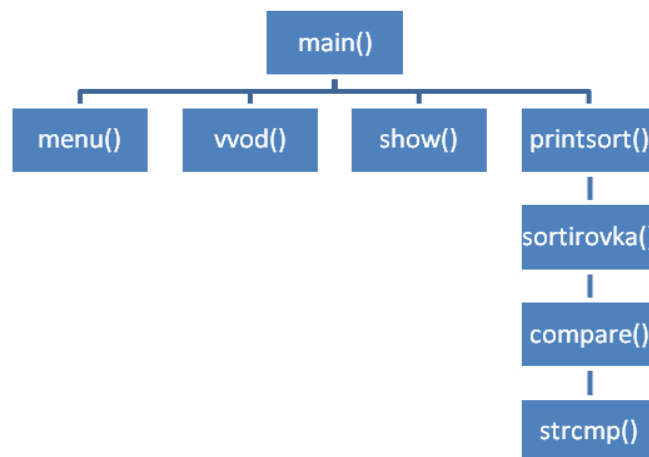 main()
menu()
vvod()
show()
printsort()
sortirovka()
compare()
strcmp()